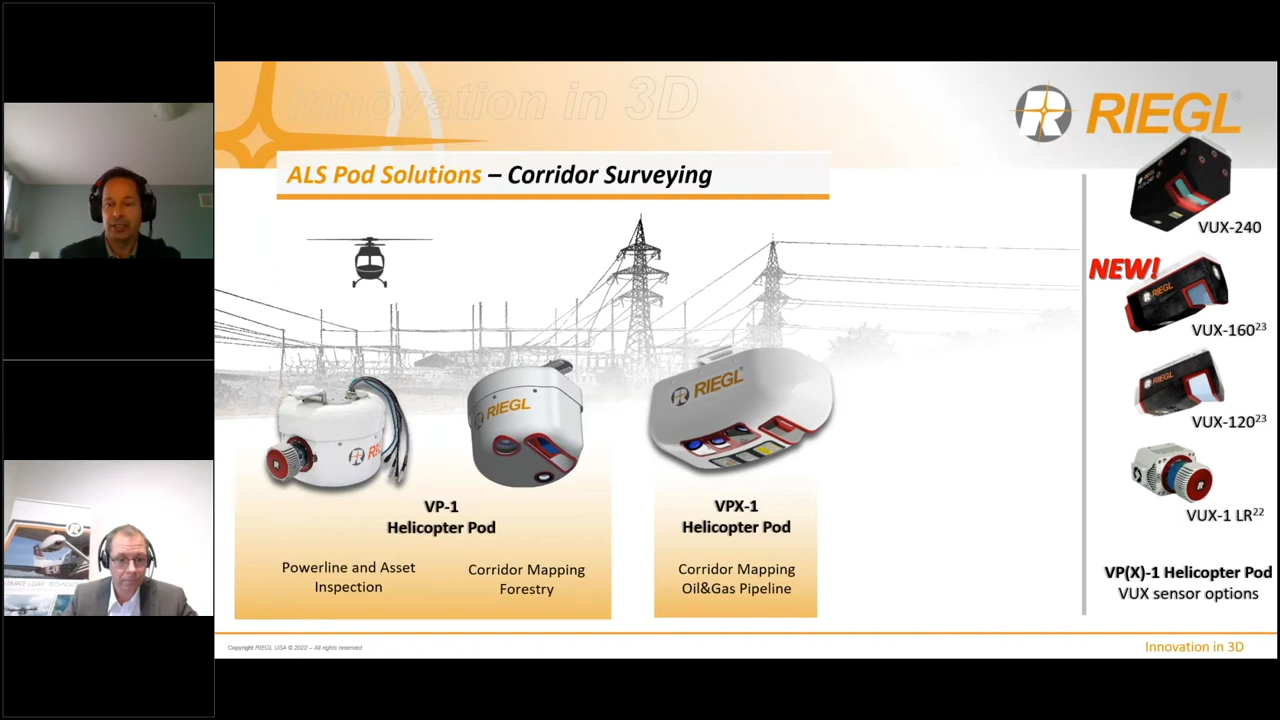 Innovation in 3D
RIEGL®
ALS Pod Solutions – Corridor Surveying
VUX-240
NEW!
RIEGL
VUX-160²³
RIEGL
VUX-120²³
VUX-1 LR²²
RIEGL
RIEGL
VP-1
Helicopter Pod
VPX-1
Helicopter Pod
Powerline and Asset
Inspection
Corridor Mapping
Forestry
Corridor Mapping
Oil&Gas Pipeline
VP(X)-1 Helicopter Pod
VUX sensor options
Copyright RIEGL USA © 2022 – All rights reserved.
Innovation in 3D